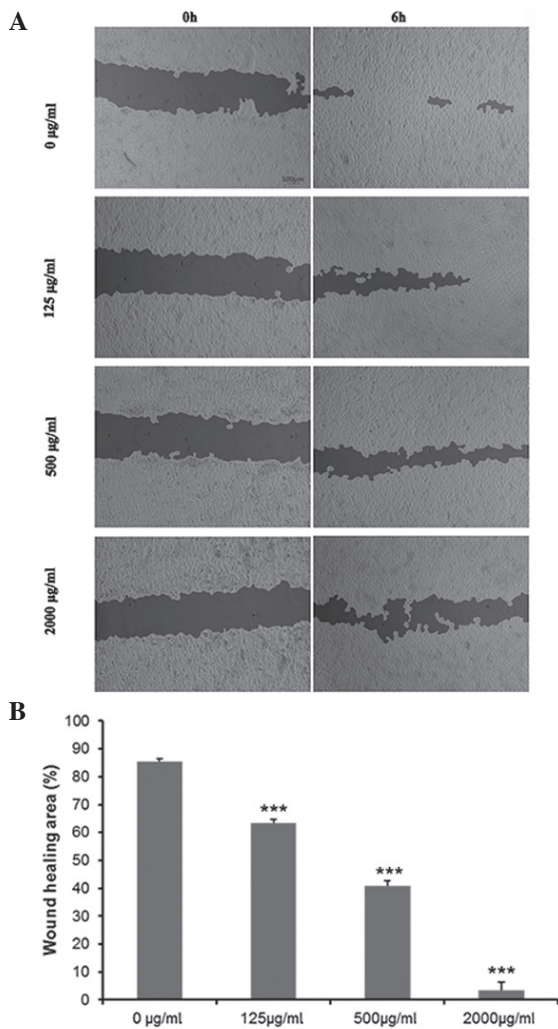 A
0h
6h
0 µg/ml
100µm
125 µg/ml
500 µg/ml
2000 µg/ml
B
Wound healing area (%)
100
90
80
70
60
50
40
30
20
10
0
***
***
***
0 µg/ml
125µg/ml
500µg/ml
2000µg/ml